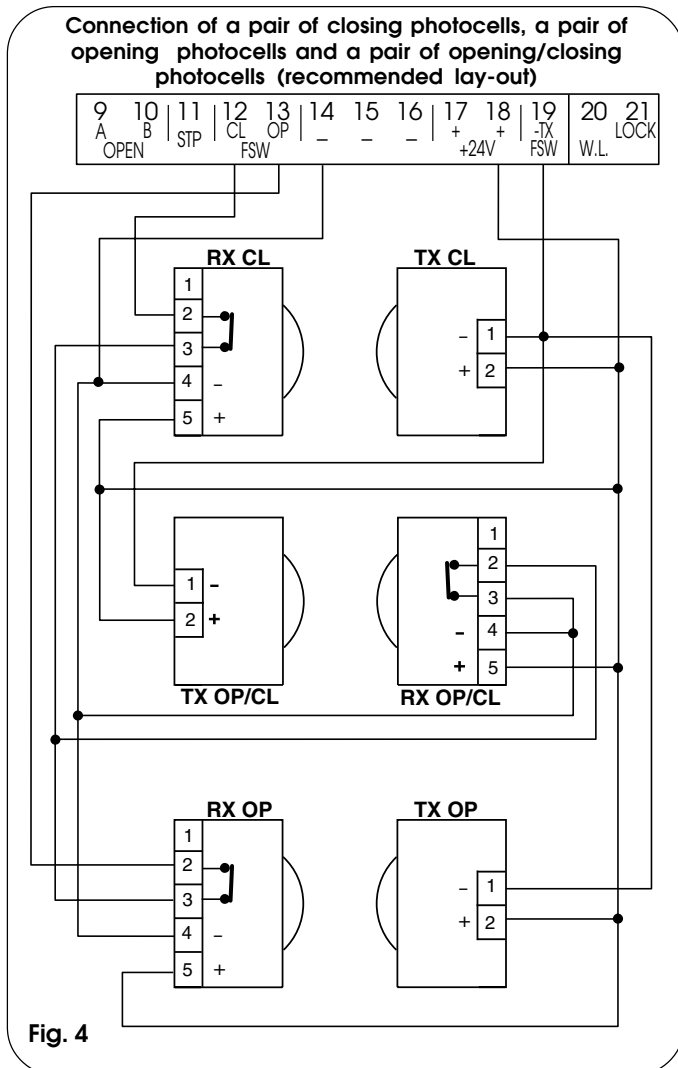 Connection of a pair of closing photocells, a pair of
opening photocells and a pair of opening/closing
photocells (recommended lay-out)
9 10 11 12 13 14 15 16 17 18 19 20 21
A B STP CL OP _ _ _ + + -TX LOCK
OPEN FSW +24V FSW W.L.
RX CL TX CL
1
2
3
4 -
5 +
- 1
+ 2
1 -
2 +
1
2
3
- 4
+ 5
TX OP/CL RX OP/CL
RX OP TX OP
1
2
3
4 -
5 +
- 1
+ 2
Fig. 4